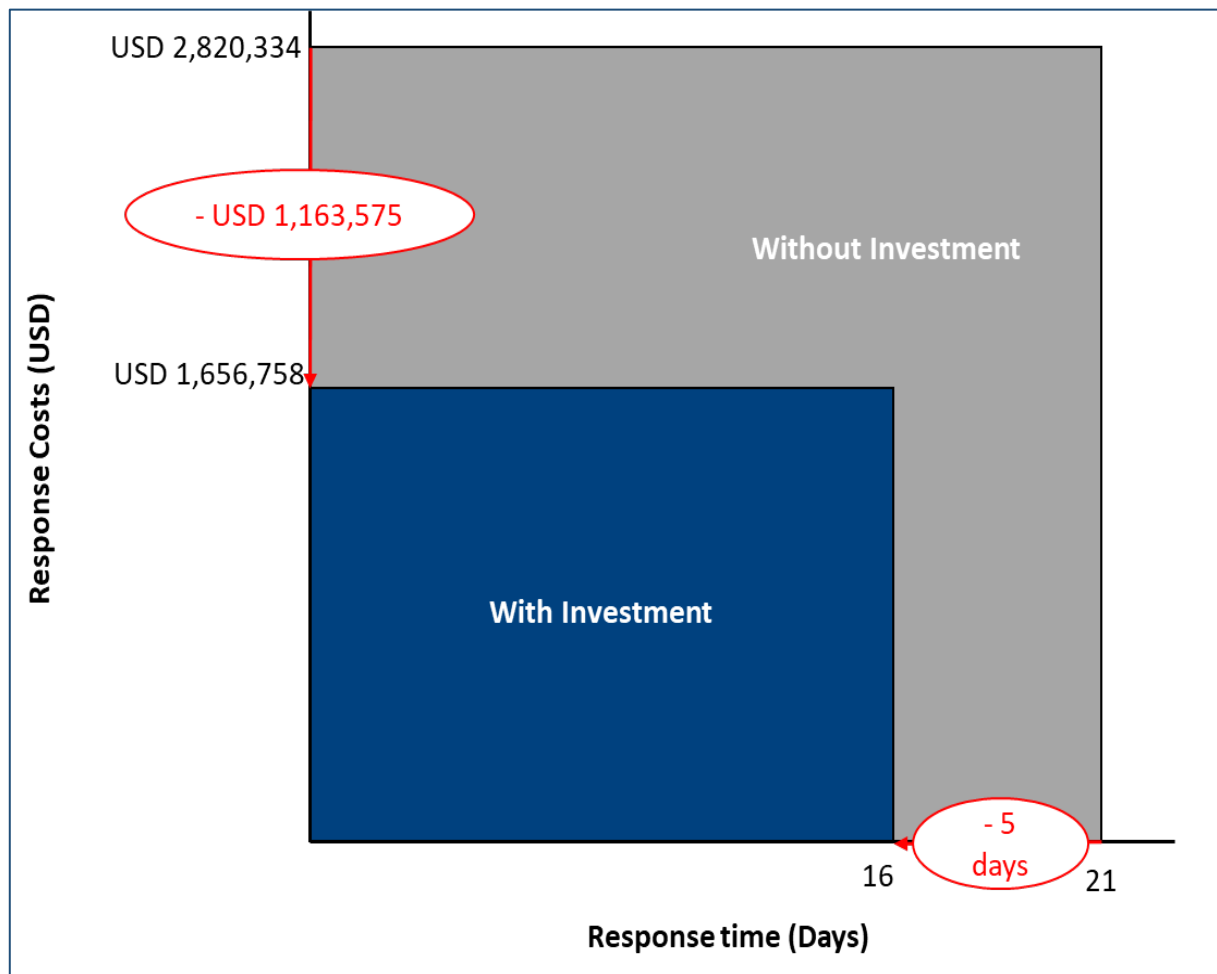 USD 2,820,334
- USD 1,163,575
Without Investment
USD 1,656,758
Response Costs (USD)
With Investment
- 5
days
16
21
Response time (Days)